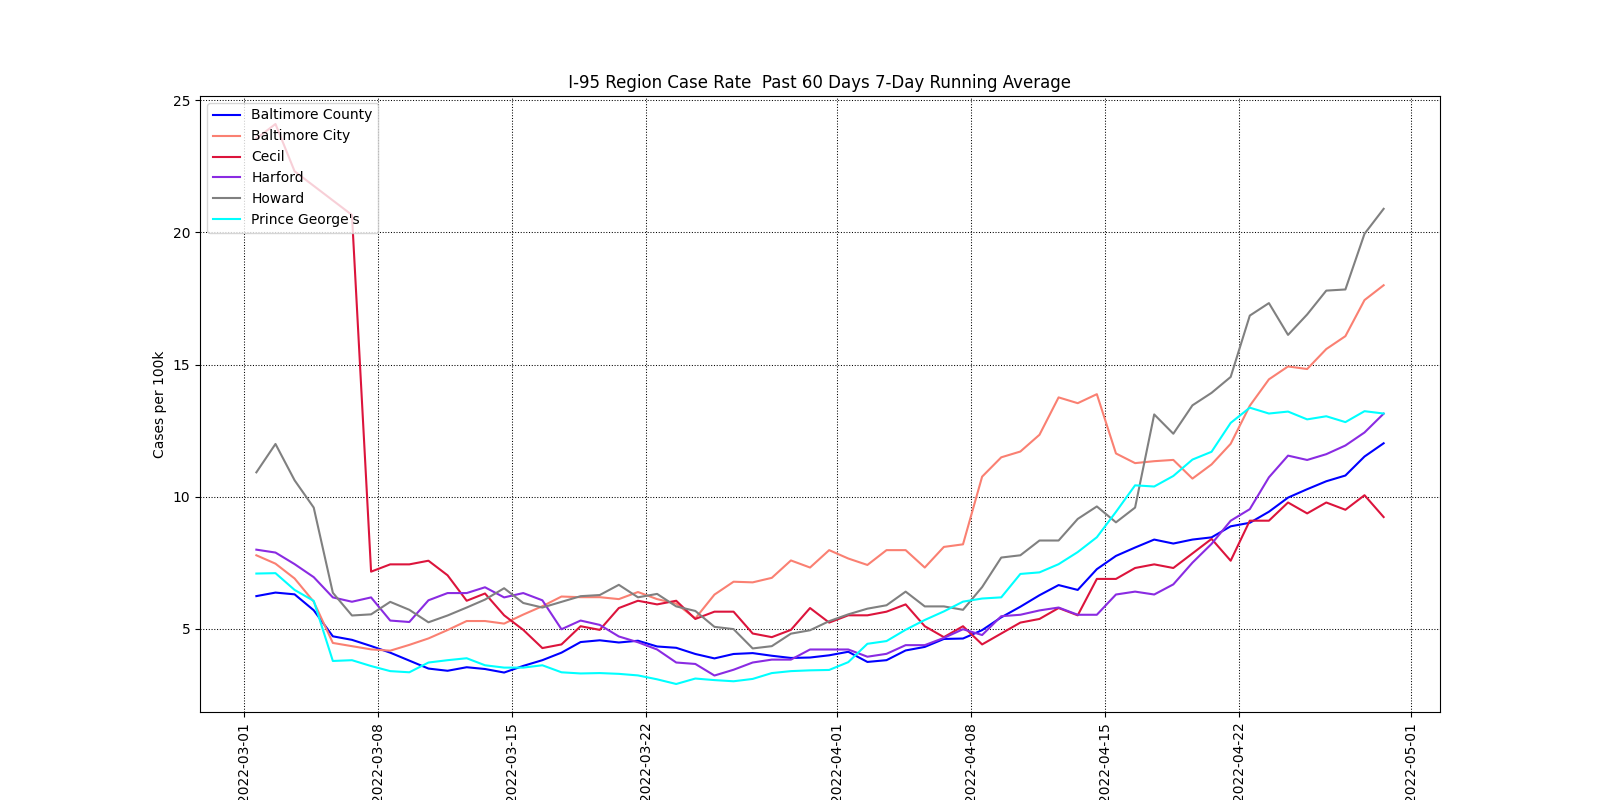 I-95 Region Case Rate  Past 60 Days 7-Day Running Average
Cases per 100k
25
20
15
10
5
Baltimore County
Baltimore City
Cecil
Harford
Howard
Prince George's
2022-03-01
2022-03-08
2022-03-15
2022-03-22
2022-04-01
2022-04-08
2022-04-15
2022-04-22
2022-05-01